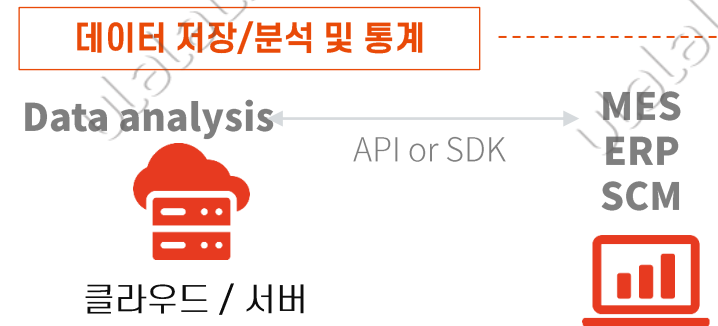 데이터 저장/분석 및 통계
Data analysis
API or SDK
MES
ERP
SCM
클라우드 / 서버